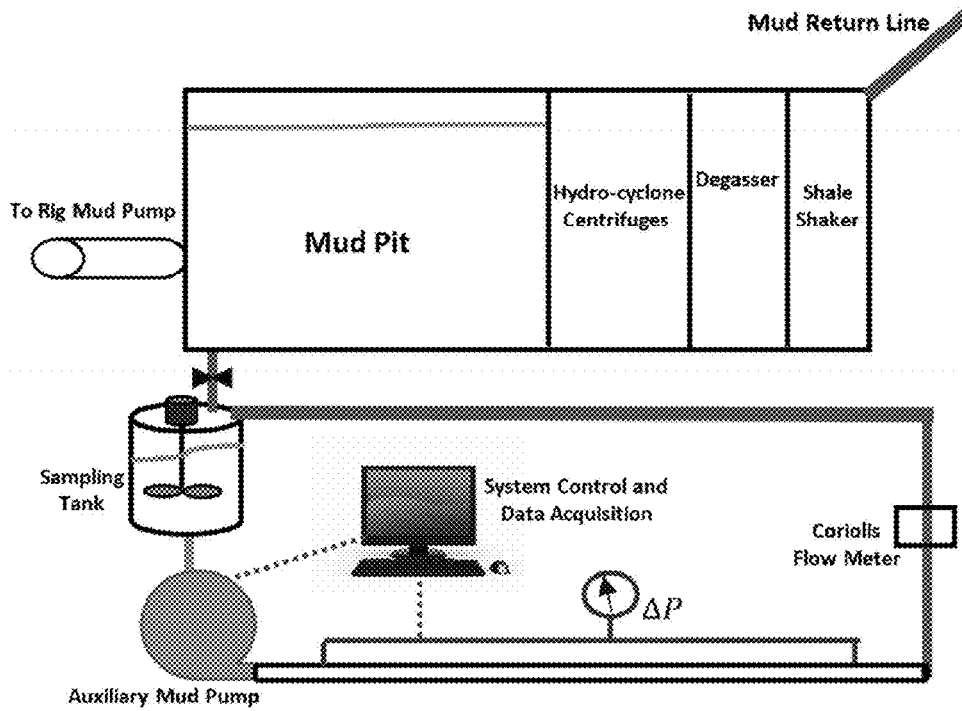 Mud Return Line
To Rig Mud Pump
Mud Pit
Hydro-cyclone
Centrifuges
Degasser
Shale
Shaker
Sampling
Tank
System Control and
Data Acquisition
Coriolis
Flow Meter
ΔP
Auxiliary Mud Pump